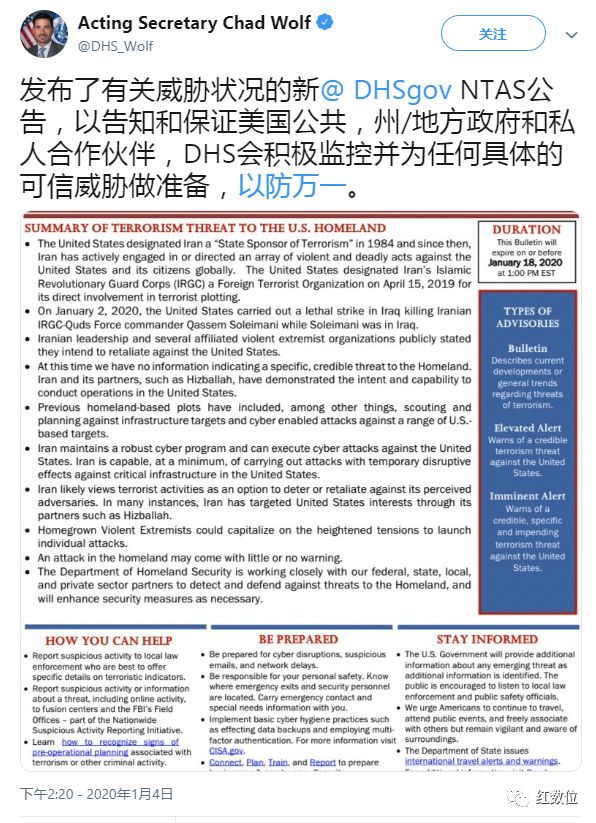 Acting Secretary Chad Wolf
@DHS_Wolf
关注
发布了有关威胁状况的新@ DHSgov NTAS公
告，以告知和保证美国公共，州/地方政府和私
人合作伙伴，DHS会积极监控并为任何具体的
可信威胁做准备，以防万一。
SUMMARY OF TERRORISM THREAT TO THE U.S. HOMELAND
• The United States designated Iran a “State Sponsor of Terrorism” in 1984 and since then,
Iran has actively engaged in or directed an array of violent and deadly acts against the
United States and its citizens globally. The United States designated Iran’s Islamic
Revolutionary Guard Corps (IRGC) a Foreign Terrorist Organization on April 15, 2019 for
its direct involvement in terrorist plotting.
• On January 2, 2020, the United States carried out a lethal strike in Iraq killing Iranian
IRGC-Quds Force commander Qassem Soleimani while Soleimani was in Iraq.
• Iranian leadership and several affiliated violent extremist organizations publicly stated
they intend to retaliate against the United States.
• At this time we have no information indicating a specific, credible threat to the Homeland.
Iran and its partners, such as Hizballah, have demonstrated the intent and capability to
conduct operations in the United States.
• Previous homeland-based plots have included, among other things, scouting and
planning against infrastructure targets and cyber enabled attacks against a range of U.S.-
based targets.
• Iran maintains a robust cyber program and can execute cyber attacks against the United
States. Iran is capable, at a minimum, of carrying out attacks with temporary disruptive
effects against critical infrastructure in the United States.
• Iran likely views terrorist activities as an option to deter or retaliate against its perceived
adversaries. In many instances, Iran has targeted United States interests through its
partners such as Hizballah.
• Homegrown Violent Extremists could capitalize on the heightened tensions to launch
individual attacks.
• An attack in the homeland may come with little or no warning.
• The Department of Homeland Security is working closely with our federal, state, local,
and private sector partners to detect and defend against threats to the Homeland, and
will enhance security measures as necessary.
DURATION
This Bulletin will
expire on or before
January 18, 2020
at 1:00 PM EST
TYPES OF
ADVISORIES
Bulletin
Describes current
developments or
general trends
regarding threats
of terrorism.
Elevated Alert
Warns of a credible
terrorism threat
against the United
States.
Imminent Alert
Warns of a
credible, specific
and impending
terrorism threat
against the United
States.
HOW YOU CAN HELP
• Report suspicious activity to local law
enforcement who are best to offer
specific details on terroristic indicators.
• Report suspicious activity or information
about a threat, including online activity,
to fusion centers and the FBI’s Field
Offices – part of the Nationwide
Suspicious Activity Reporting Initiative.
• Learn how to recognize signs of
pre-operational planning associated with
terrorism or other criminal activity.
BE PREPARED
• Be prepared for cyber disruptions, suspicious
emails, and network delays.
• Be responsible for your personal safety. Know
where emergency exits and security personnel
are located. Carry emergency contact and
special needs information with you.
• Implement basic cyber hygiene practices such
as effecting data backups and employing multi-
factor authentication. For more information visit
CISA.gov.
• Connect, Plan, Train, and Report to prepare
STAY INFORMED
• The U.S. Government will provide additional
information about any emerging threat as
additional information is identified. The
public is encouraged to listen to local law
enforcement and public safety officials.
• We urge Americans to continue to travel,
attend public events, and freely associate
with others but remain vigilant and aware of
surroundings.
• The Department of State issues
international travel alerts and warnings.
下午2:20 - 2020年1月4日
红数位